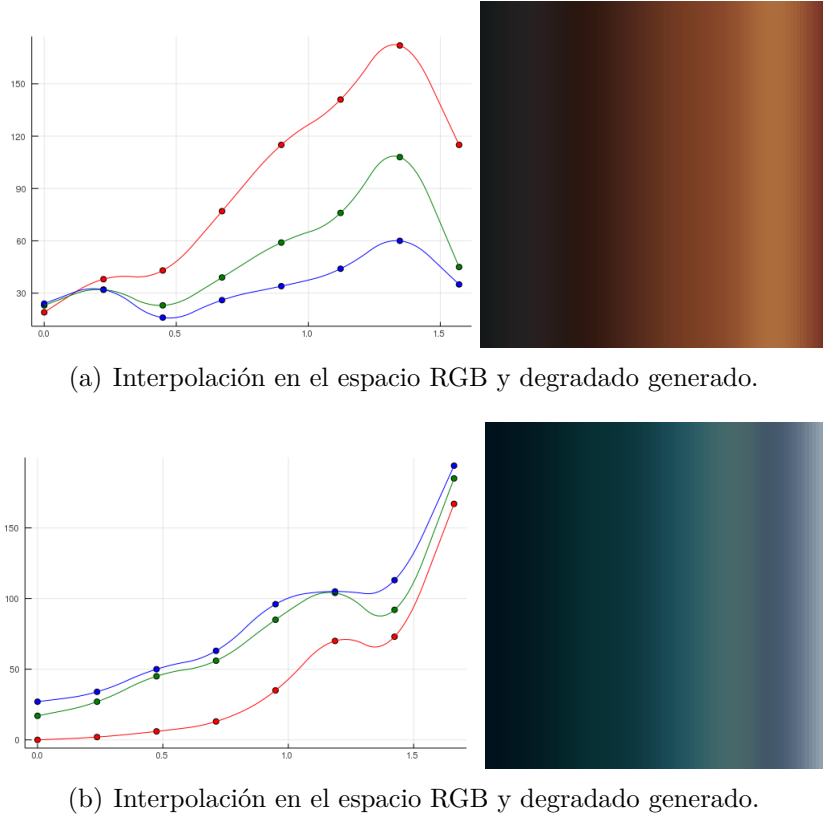 150
120
90
60
30
0.0 0.5 1.0 1.5
(a) Interpolación en el espacio RGB y degradado generado.
150
100
50
0
0.0 0.5 1.0 1.5
(b) Interpolación en el espacio RGB y degradado generado.